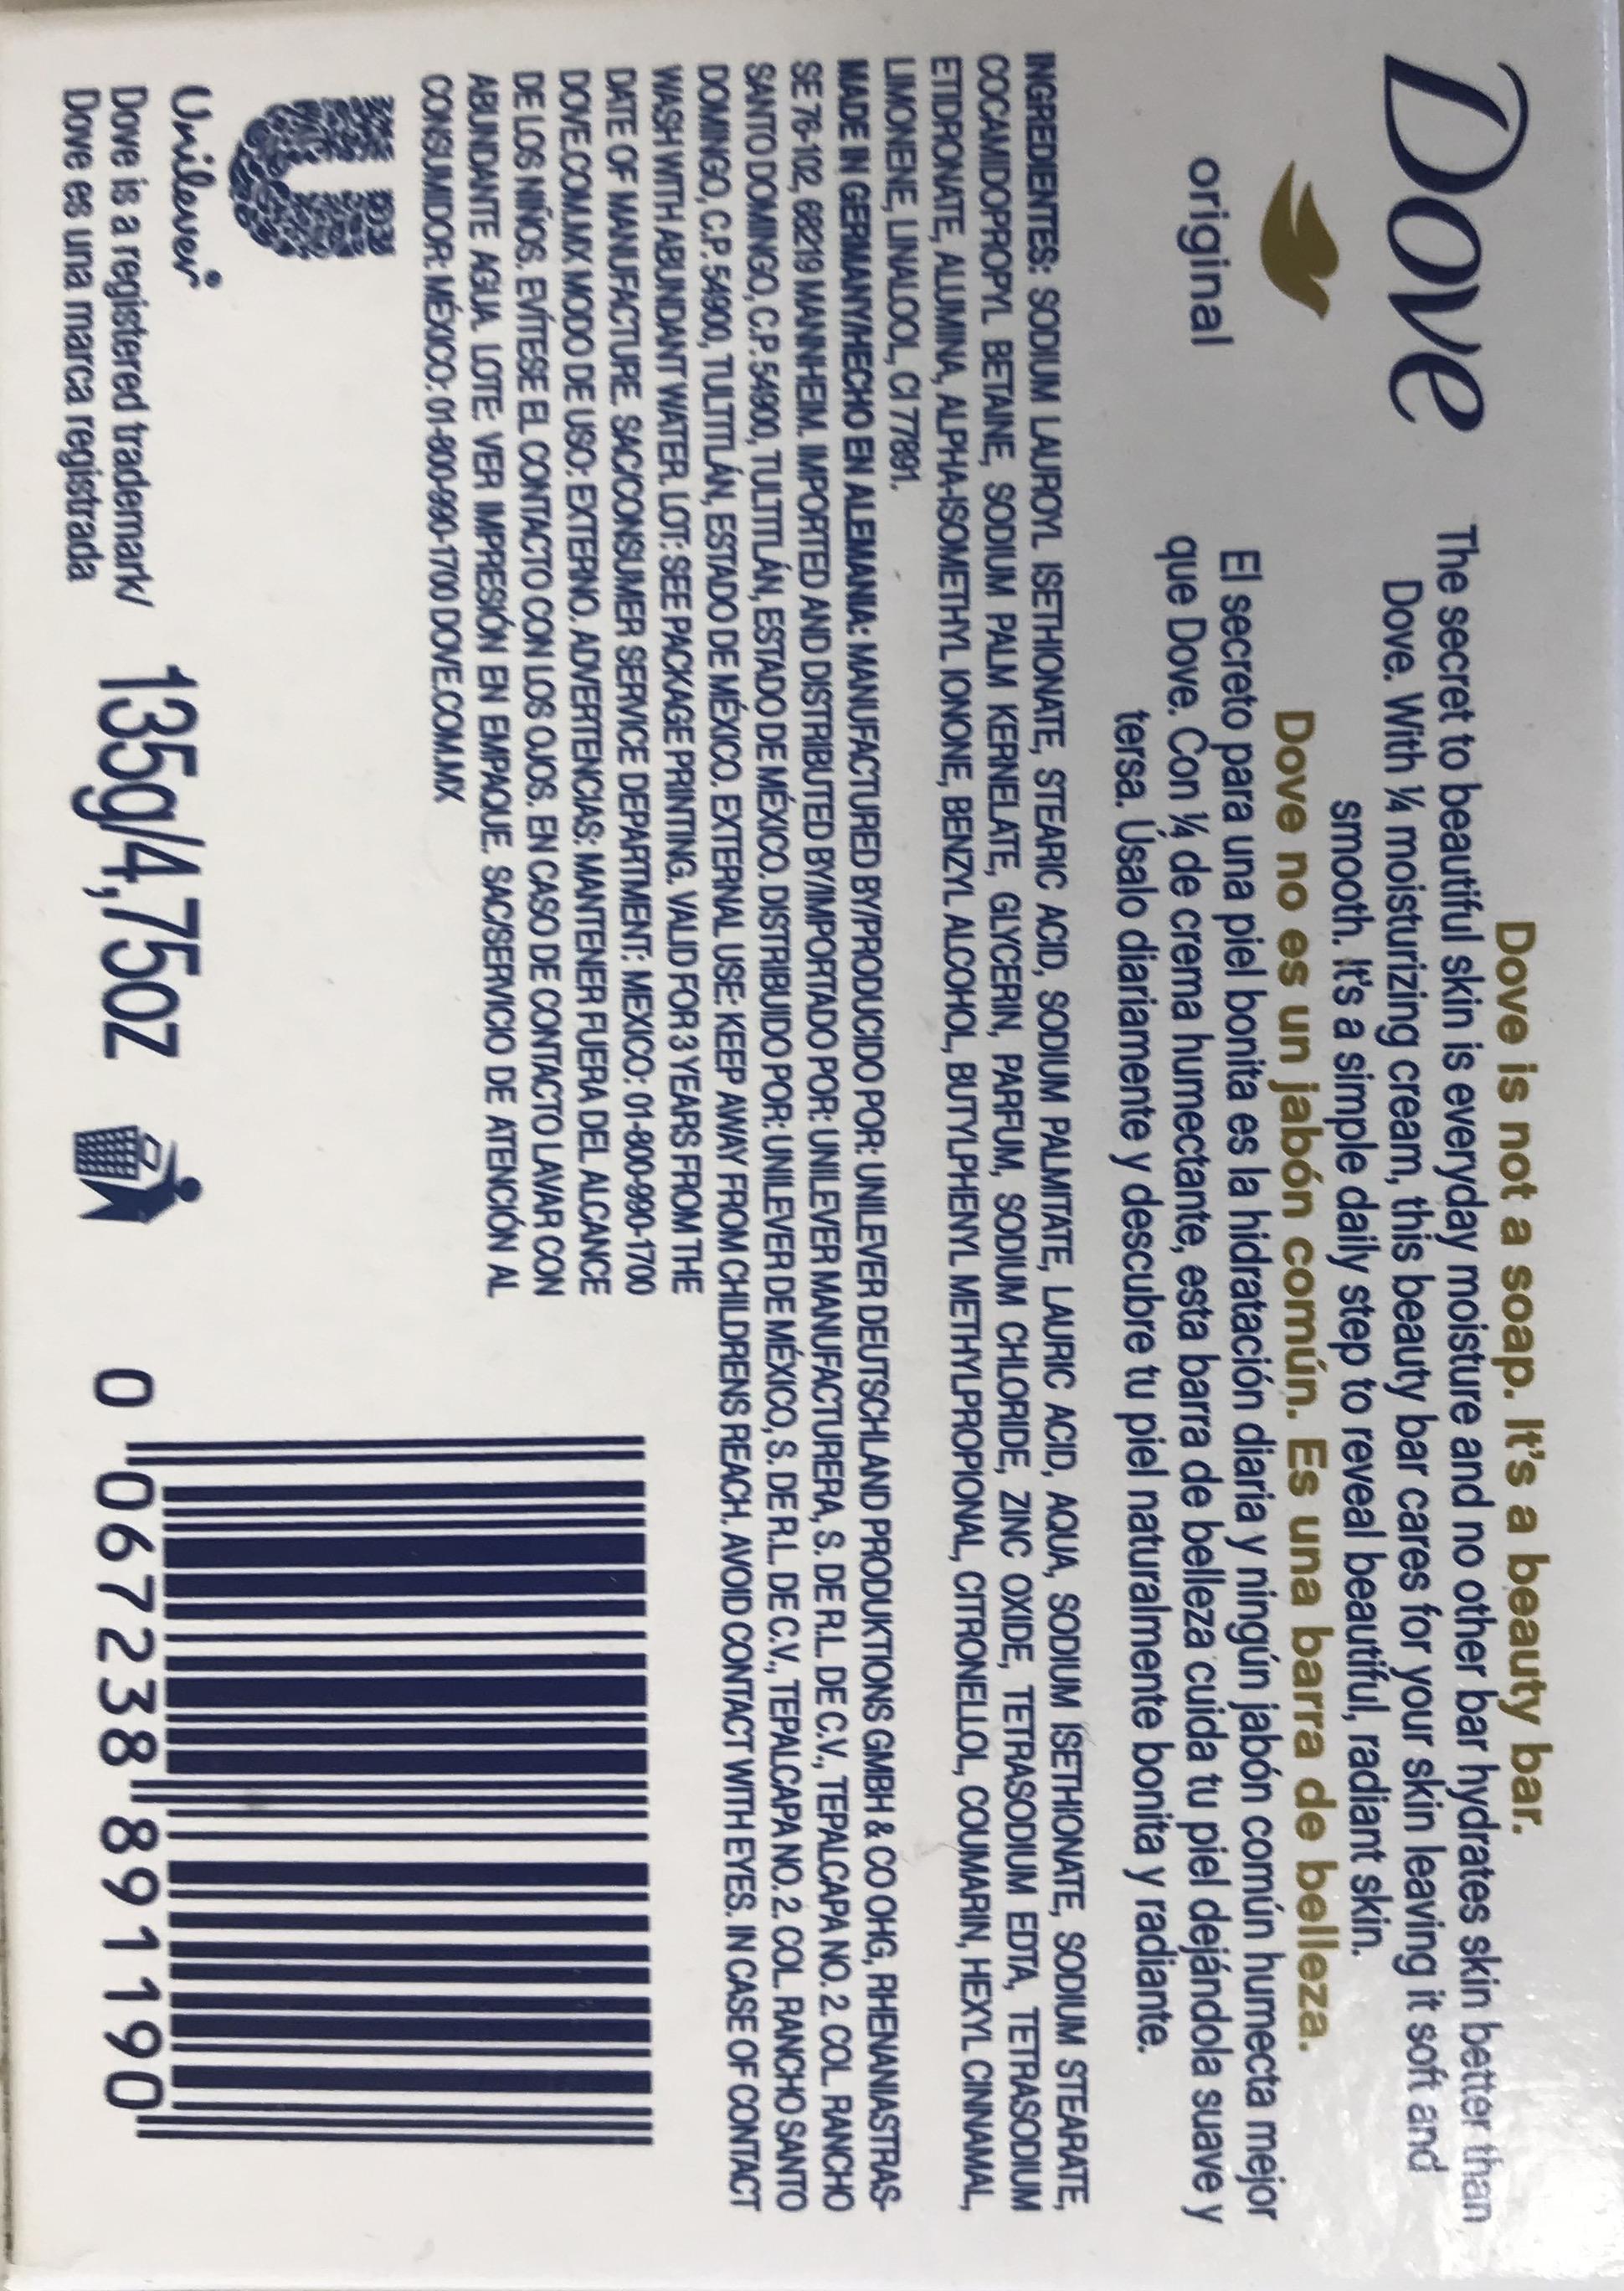 Dove
original
Dove is not a soap. It's a beauty bar.
The secret to beautiful skin is everyday moisture and no other bar hydrates skin better than
Dove. With ¼ moisturizing cream, this beauty bar cares for your skin leaving it soft and
smooth. It's a simple daily step to reveal beautiful, radiant skin.
Dove no es un jabón común. Es una barra de belleza.
El secreto para una piel bonita es la hidratación diaria y ningún jabón común humecta mejor
que Dove. Con ¼ de crema humectante, esta barra de belleza cuida tu piel dejándola suave y
tersa. Úsalo diariamente y descubre tu piel naturalmente bonita y radiante.
INGREDIENTES: SODIUM LAUROYL ISETHIONATE, STEARIC ACID, SODIUM PALMITATE, LAURIC ACID, AQUA, SODIUM ISETHIONATE, SODIUM STEARATE,
COCAMIDOPROPYL BETAINE, SODIUM PALM KERNELATE, GLYCERIN, PARFUM, SODIUM CHLORIDE, ZINC OXIDE, TETRASODIUM EDTA, TETRASODIUM
ETIDRONATE, ALUMINA, ALPHA-ISOMETHYL IONONE, BENZYL ALCOHOL, BUTYLPHENYL METHYLPROPIONAL, CITRONELLOL, COUMARIN, HEXYL CINNAMAL,
LIMONENE, LINALOOL, CI 77891.
MADE IN GERMANY/HECHO EN ALEMANIA: MANUFACTURED BY/PRODUCIDO POR: UNILEVER DEUTSCHLAND PRODUKTIONS GMBH & CO OHG, RHENANIASTRAS-
SE 76-102, 68219 MANNHEIM. IMPORTED AND DISTRIBUTED BY/IMPORTADO POR: UNILEVER MANUFACTURERA, S. DE R.L. DE C.V., TEPALCAPA NO. 2. COL. RANCHO
SANTO DOMINGO, C.P. 54900, TULTITLÁN, ESTADO DE MÉXICO. DISTRIBUIDO POR: UNILEVER DE MÉXICO, S. DE R.L. DE C.V., TEPALCAPA NO. 2. COL. RANCHO SANTO
DOMINGO, C.P. 54900, TULTITLÁN, ESTADO DE MÉXICO. EXTERNAL USE: KEEP AWAY FROM CHILDRENS REACH. AVOID CONTACT WITH EYES. IN CASE OF CONTACT
WASH WITH ABUNDANT WATER. LOT: SEE PACKAGE PRINTING. VALID FOR 3 YEARS FROM THE
DATE OF MANUFACTURE. SAC/CONSUMER SERVICE DEPARTMENT: MEXICO: 01-800-990-1700
DOVE.COM.MX MODO DE USO: EXTERNO. ADVERTENCIAS: MANTENER FUERA DEL ALCANCE
DE LOS NIÑOS. EVÍTESE EL CONTACTO CON LOS OJOS. EN CASO DE CONTACTO LAVAR CON
ABUNDANTE AGUA. LOTE: VER IMPRESIÓN EN EMPAQUE. SAC/SERVICIO DE ATENCIÓN AL
CONSUMIDOR: MÉXICO: 01-800-990-1700 DOVE.COM.MX
Unilever
Dove is a registered trademark/
Dove es una marca registrada
135g/4,75oz
0 067238 891190